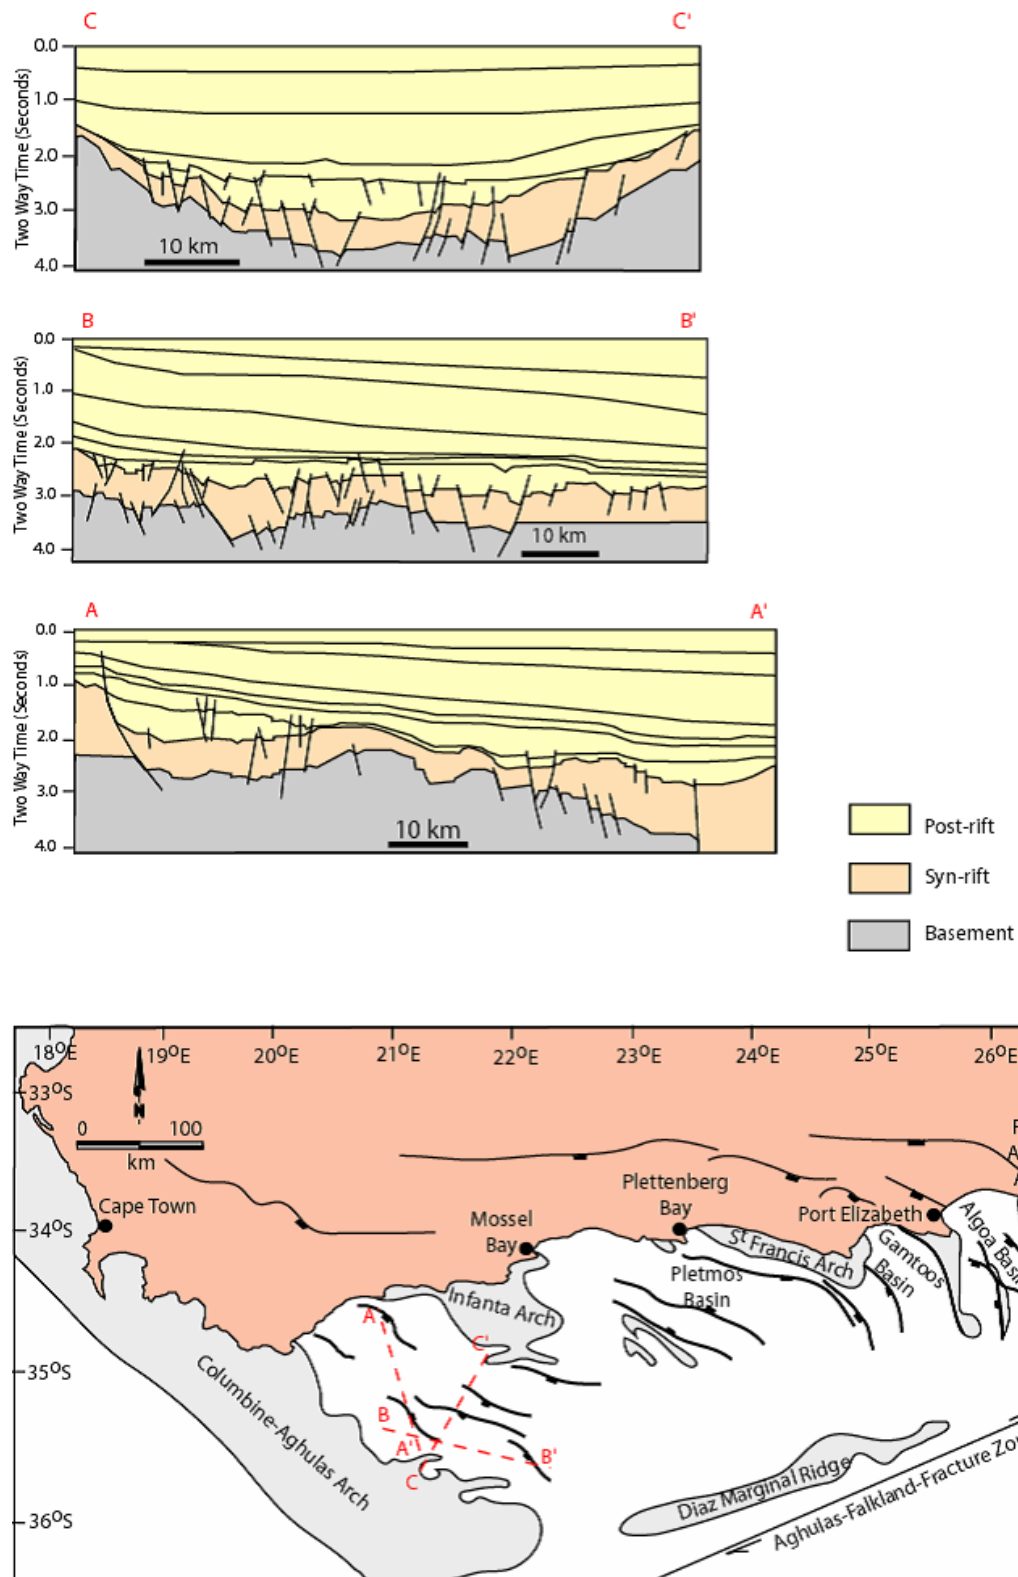 C C'
Two Way Time (Seconds)
0.0
1.0
2.0
3.0
4.0
10 km
B B'
Two Way Time (Seconds)
0.0
1.0
2.0
3.0
4.0
10 km
A A'
Two Way Time (Seconds)
0.0
1.0
2.0
3.0
4.0
10 km
Post-rift
Syn-rift
Basement
18°E 19°E 20°E 21°E 22°E 23°E 24°E 25°E 26°E
33°S
34°S
35°S
36°S
N
0 100
km
Cape Town
Mossel
Bay
Plettenberg
Bay
Port Elizabeth
St Francis Arch
Gamtoos
Basin
Algoa Basin
Pletmos
Basin
Infanta Arch
Columbine-Aghulas Arch
A
C'
B
A'
B'
C
Diaz Marginal Ridge
Aghulas-Falkland-Fracture Zo